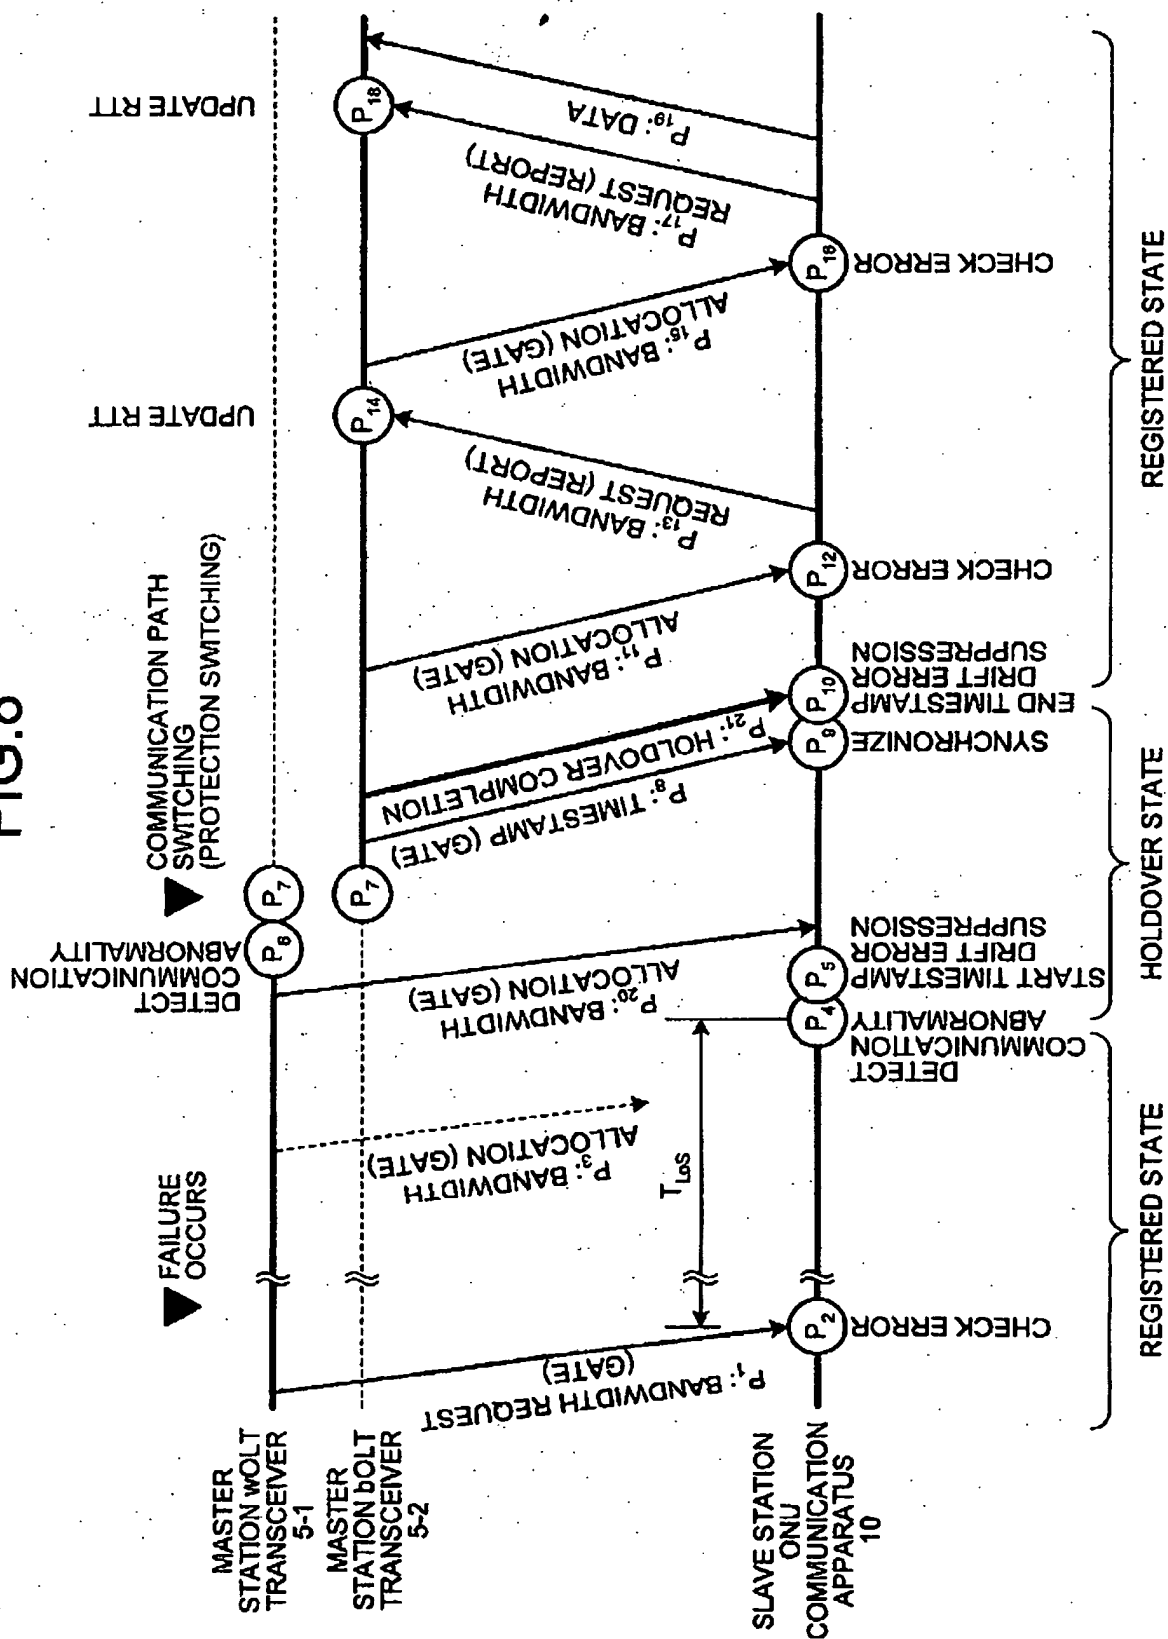 FIG.8
MASTER
STATION wOLT
TRANSCEIVER
5-1
MASTER
STATION bOLT
TRANSCEIVER
5-2
SLAVE STATION
ONU
COMMUNICATION
APPARATUS
10
FAILURE
OCCURS
COMMUNICATION PATH
SWITCHING
(PROTECTION SWITCHING)
DETECT
COMMUNICATION
ABNORMALITY
P6
P7
P7
UPDATE RTT
P14
UPDATE RTT
P18
P1: BANDWIDTH REQUEST
(GATE)
P3: BANDWIDTH
ALLOCATION (GATE)
TLOS
P20: BANDWIDTH
ALLOCATION (GATE)
P8: TIMESTAMP (GATE)
P21: HOLDOVER COMPLETION
P11: BANDWIDTH
ALLOCATION (GATE)
P13: BANDWIDTH
REQUEST (REPORT)
P15: BANDWIDTH
ALLOCATION (GATE)
P17: BANDWIDTH
REQUEST (REPORT)
P19: DATA
P2
CHECK ERROR
P4
DETECT
COMMUNICATION
ABNORMALITY
P5
START TIMESTAMP
DRIFT ERROR
SUPPRESSION
P9
SYNCHRONIZE
P10
END TIMESTAMP
DRIFT ERROR
SUPPRESSION
P12
CHECK ERROR
P16
CHECK ERROR
REGISTERED STATE
HOLDOVER STATE
REGISTERED STATE